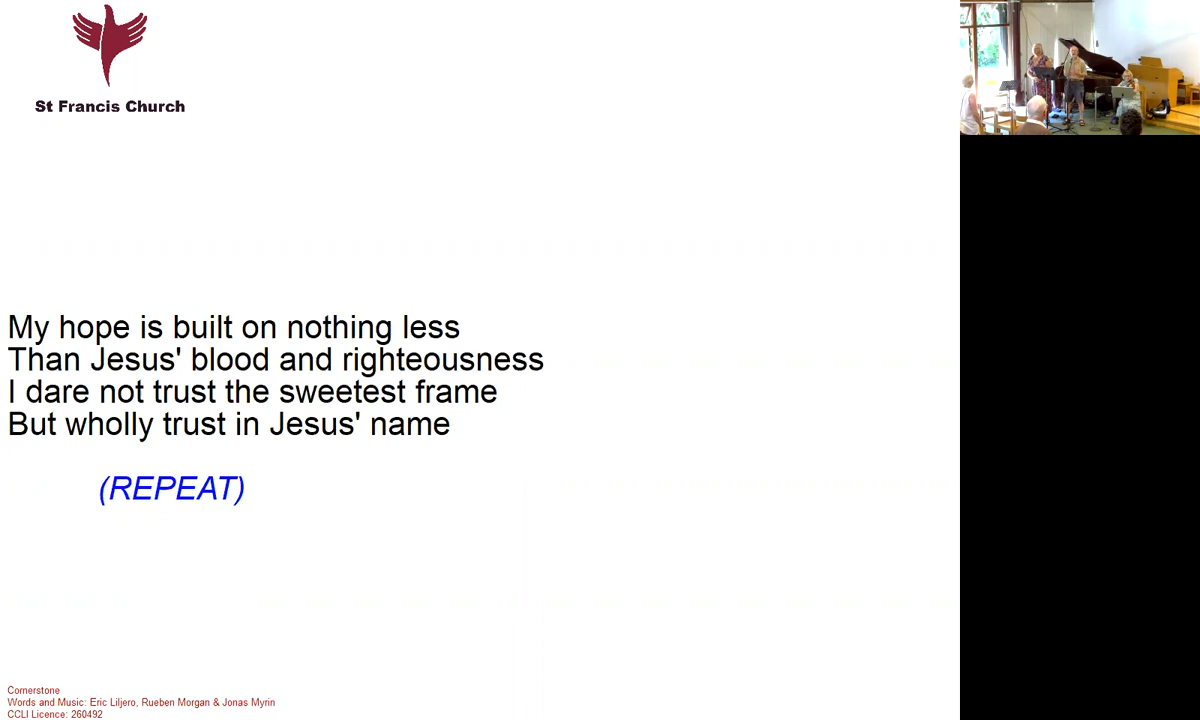 St Francis Church
My hope is built on nothing less
Than Jesus' blood and righteousness
I dare not trust the sweetest frame
But wholly trust in Jesus' name
(REPEAT)
Cornerstone
Words and Music: Eric Liljero, Rueben Morgan & Jonas Myrin
CCLI Licence: 260492